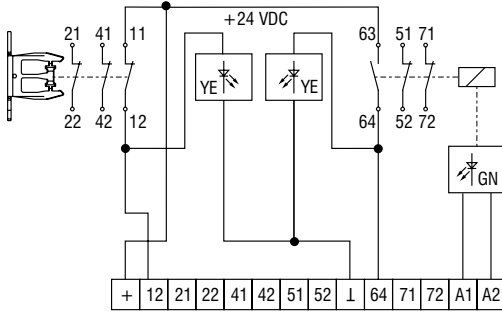 +24 VDC
21 41 11
63 51 71
YE YE
22 42 12
64 52 72
GN
+ 12 21 22 41 42 51 52 ⊥ 64 71 72 A1 A2